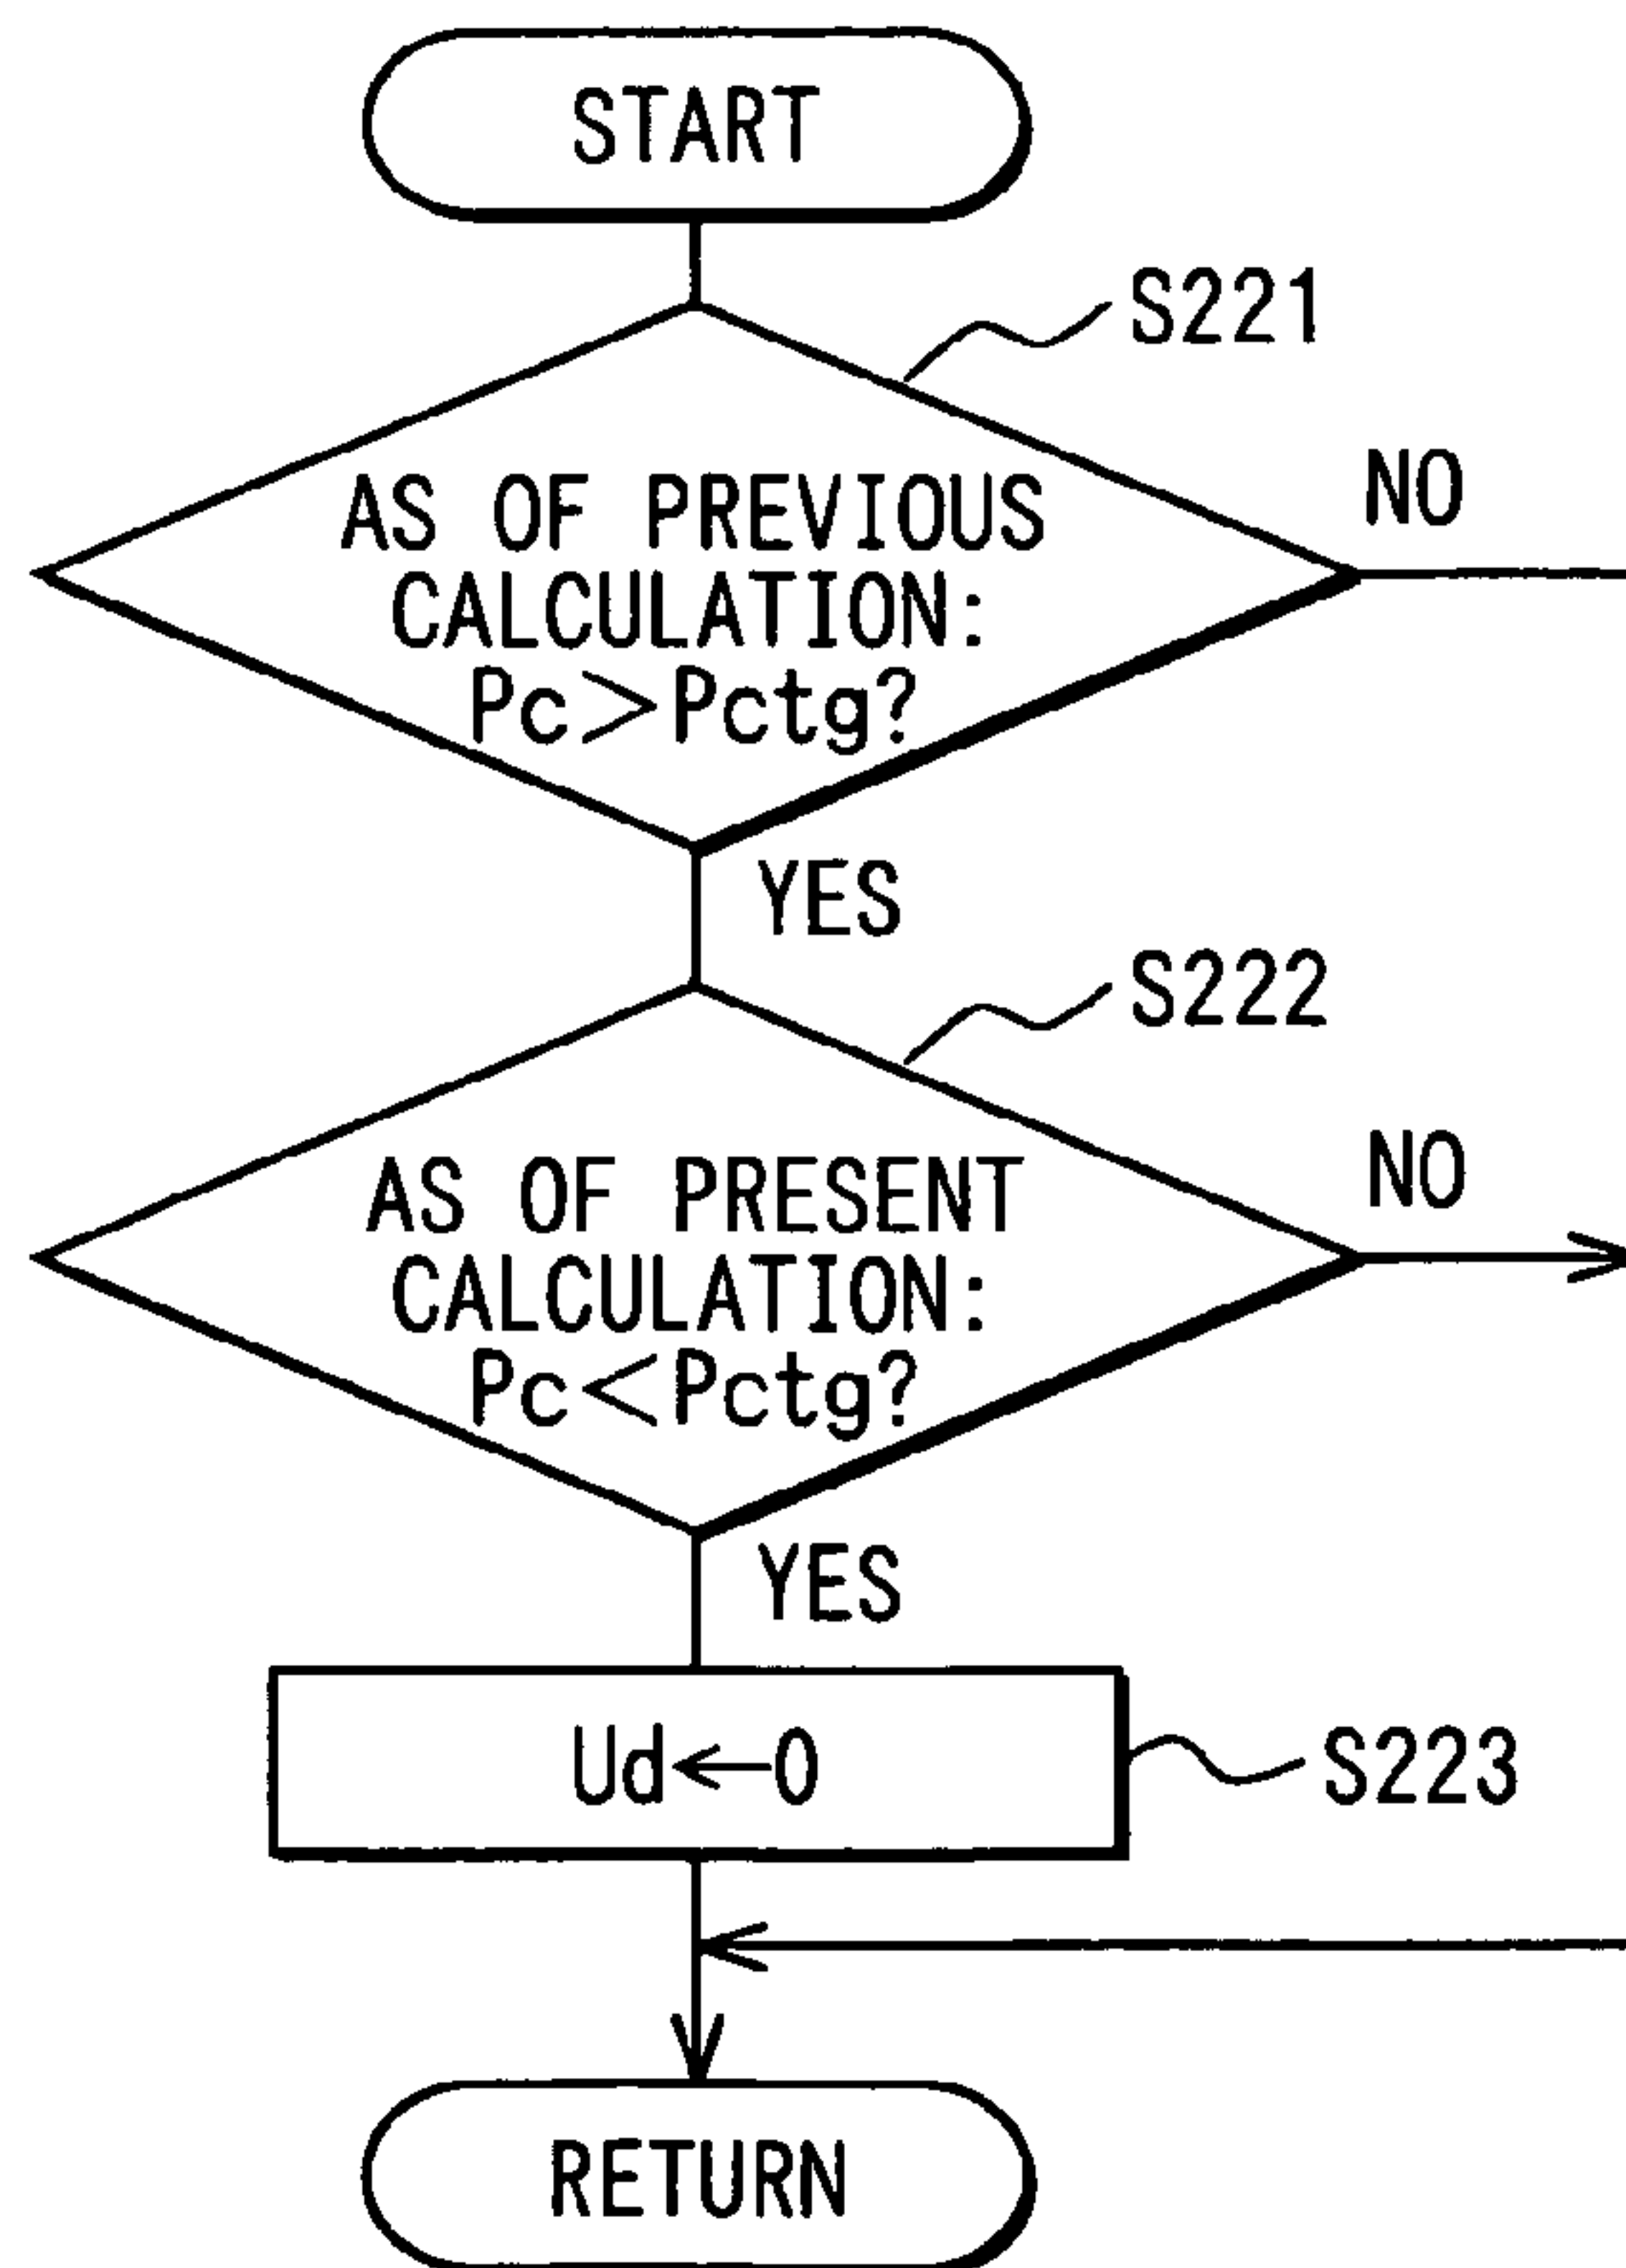 START
S221
AS OF PREVIOUS
CALCULATION:
Pc>Pctg?
NO
YES
S222
AS OF PRESENT
CALCULATION:
Pc<Pctg?
NO
YES
Ud←0
S223
RETURN